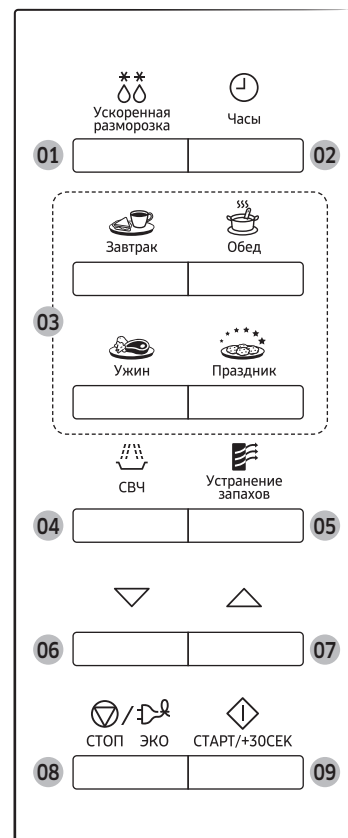 Ускоренная
разморозка
Часы
01
02
Завтрак
Обед
03
Ужин
Праздник
СВЧ
Устранение
запахов
04
05
06
07
СТОП / ЭКО
СТАРТ/+30СЕК
08
09